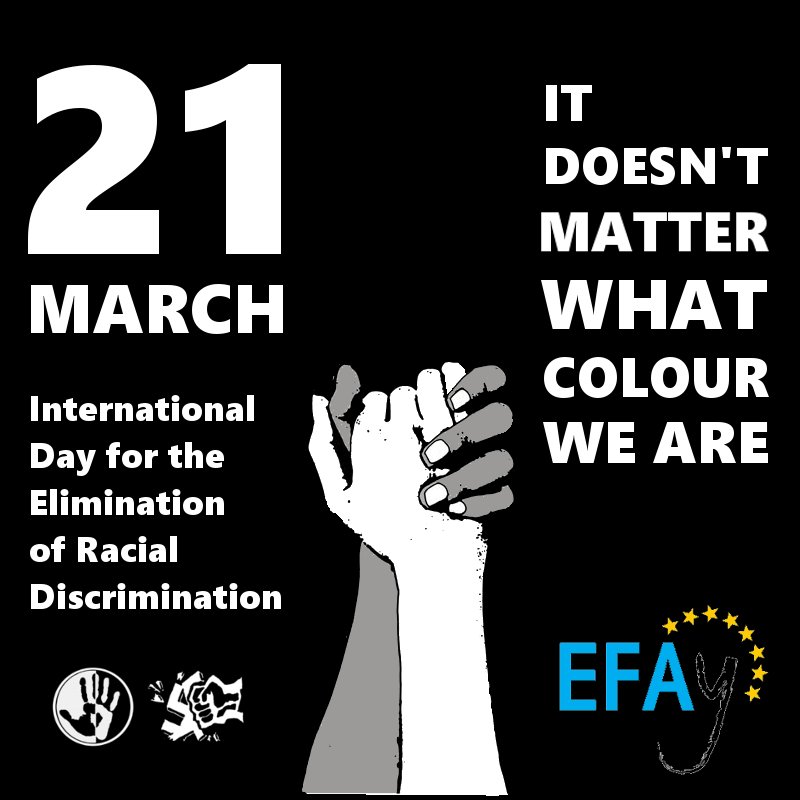 21
MARCH
International
Day for the
Elimination
of Racial
Discrimination
IT
DOESN'T
MATTER
WHAT
COLOUR
WE ARE
EFAy